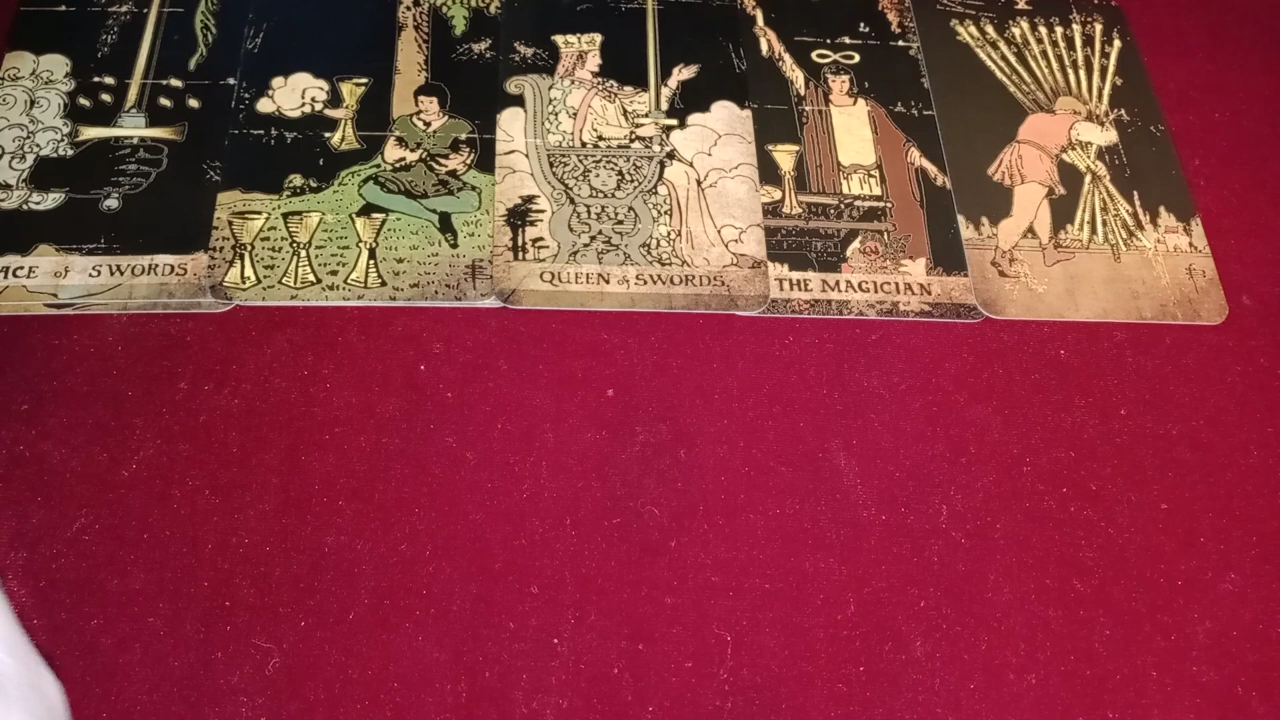 ACE of SWORDS.
QUEEN of SWORDS.
THE MAGICIAN.